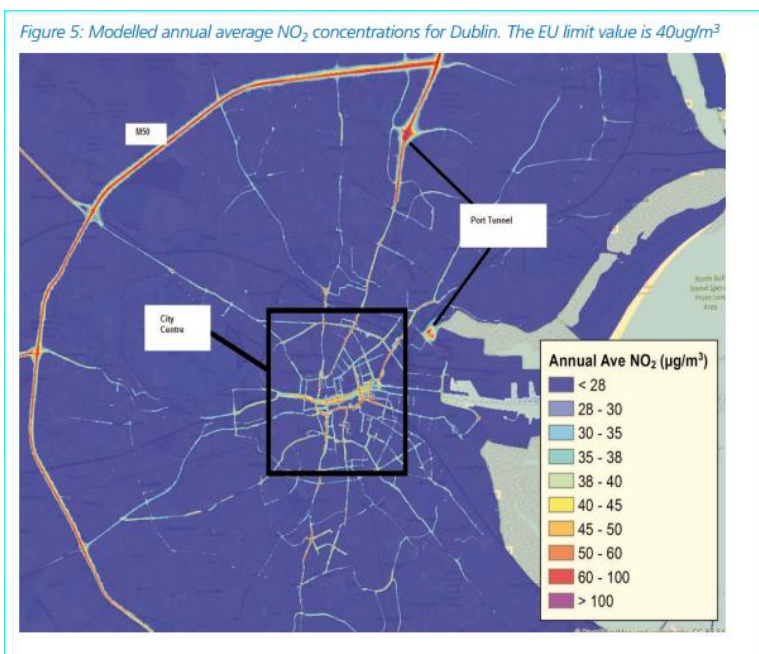 Figure 5: Modelled annual average NO₂ concentrations for Dublin. The EU limit value is 40ug/m³
M50
Port Tunnel
City
Centre
North Bull
Annual Ave NO₂ (µg/m³)
< 28
28 - 30
30 - 35
35 - 38
38 - 40
40 - 45
45 - 50
50 - 60
60 - 100
> 100